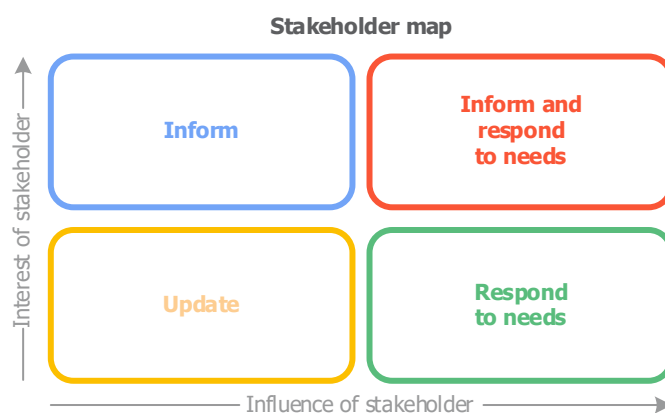 Stakeholder map
Interest of stakeholder
Inform
Inform and
respond
to needs
Update
Respond
to needs
Influence of stakeholder